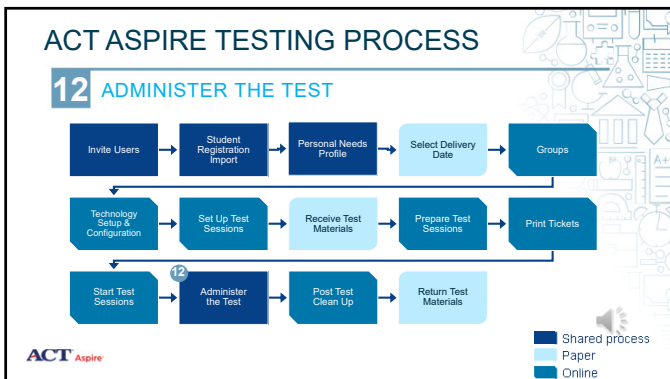 ACT ASPIRE TESTING PROCESS
12 ADMINISTER THE TEST
Invite Users
Student
Registration
Import
Personal Needs
Profile
Select Delivery
Date
Groups
Technology
Setup &
Configuration
Set Up Test
Sessions
Receive Test
Materials
Prepare Test
Sessions
Print Tickets
Start Test
Sessions
12
Administer
the Test
Post Test
Clean Up
Return Test
Materials
Shared process
Paper
Online
ACT Aspire
A+